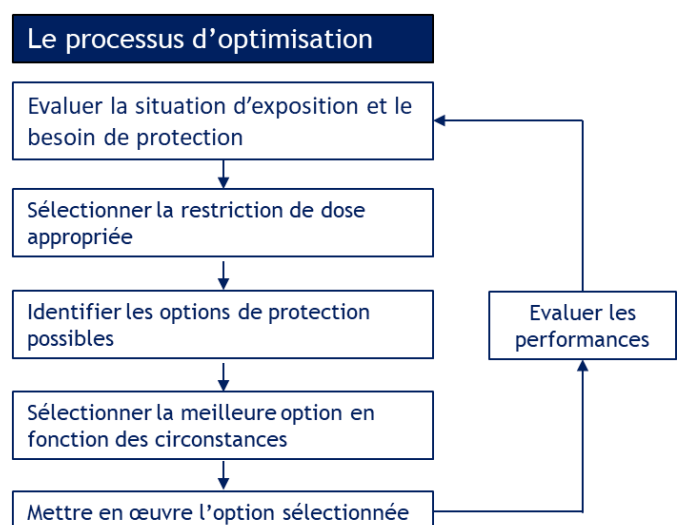 Le processus d’optimisation
Evaluer la situation d’exposition et le
besoin de protection
Sélectionner la restriction de dose
appropriée
Identifier les options de protection
possibles
Sélectionner la meilleure option en
fonction des circonstances
Mettre en œuvre l’option sélectionnée
Evaluer les
performances